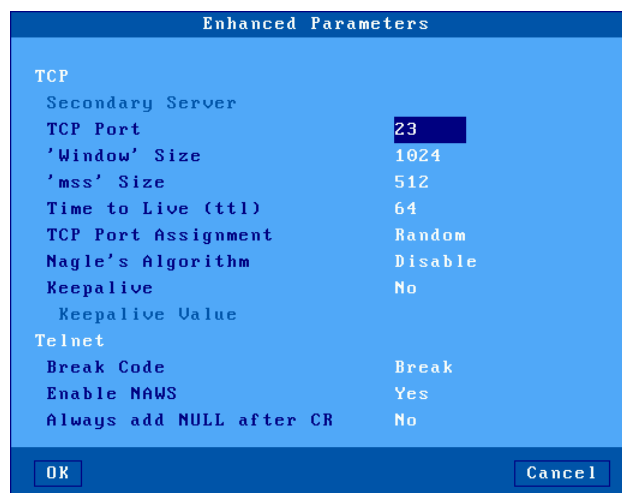 Enhanced Parameters
TCP
Secondary Server
TCP Port 23
'Window' Size 1024
'mss' Size 512
Time to Live (ttl) 64
TCP Port Assignment Random
Nagle's Algorithm Disable
Keepalive No
Keepalive Value
Telnet
Break Code Break
Enable NAWS Yes
Always add NULL after CR No
OK Cancel